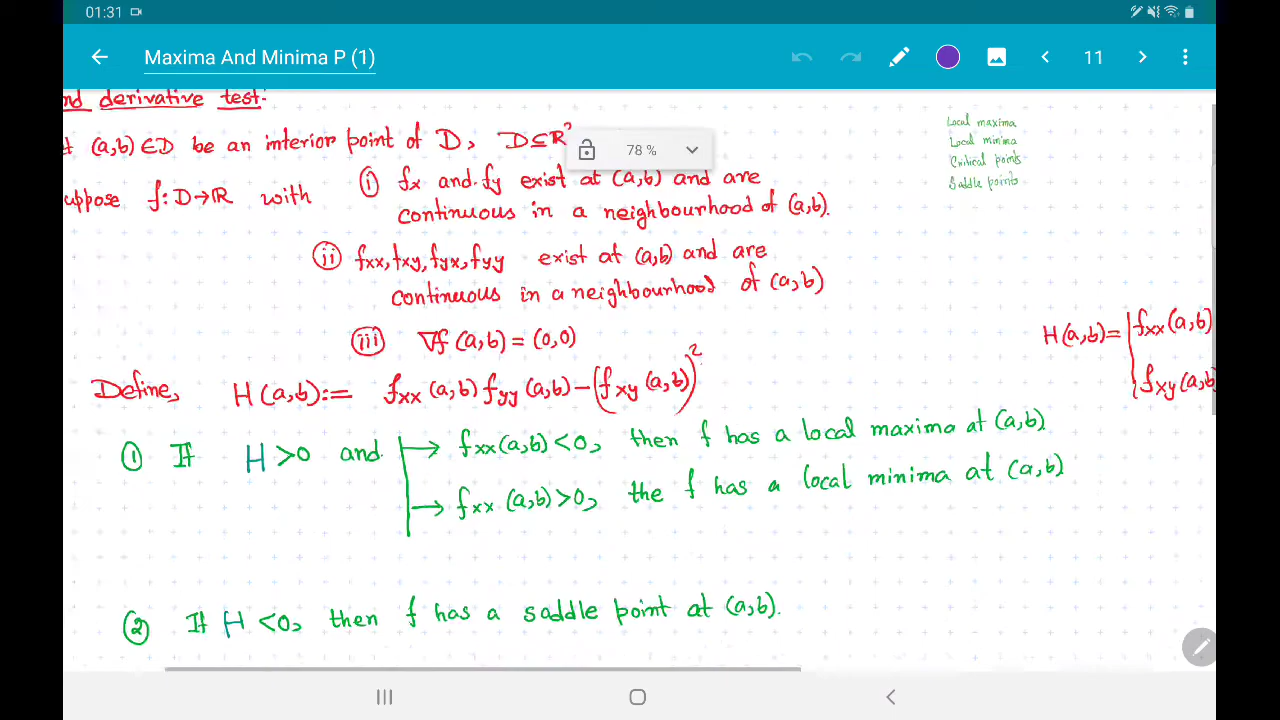 01:31
Maxima And Minima P (1)
11
nd derivative test.
(a,b) ∈ D be an interior point of D, D ⊆ R²
78 %
uppose f: D→R with (i) fx and fy exist at (a,b) and are
continuous in a neighbourhood of (a,b).
(ii) fxx, fxy, fyx, fyy exist at (a,b) and are
continuous in a neighbourhood of (a,b)
(iii) ∇f (a,b) = (0,0)
Define, H(a,b) := fxx (a,b) fyy (a,b) − (fxy (a,b))²
H(a,b) = | fxx (a,b)
fxy (a,b
① If H >0 and → fxx (a,b) <0, then f has a local maxima at (a,b)
→ fxx (a,b) >0, the f has a local minima at (a,b)
② If H <0, then f has a saddle point at (a,b).
Local maxima
Local minima
Critical points
Saddle points